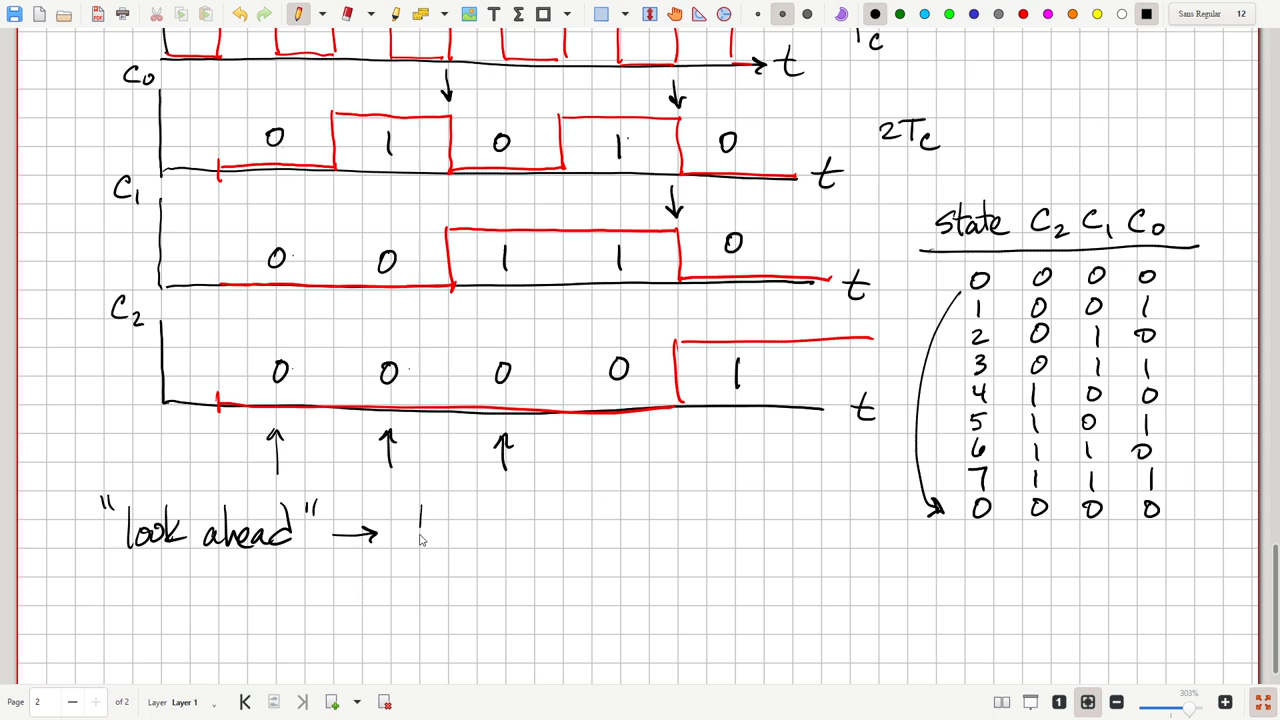 Sans Regular 12
T_C
t
C_0
0 1 0 1 0
t
2T_C
C_1
0 0 1 1 0
t
C_2
0 0 0 0 1
t
state C_2 C_1 C_0
0 0 0 0
1 0 0 1
2 0 1 0
3 0 1 1
4 1 0 0
5 1 0 1
6 1 1 0
7 1 1 1
0 0 0 0
"look ahead" →
Page 2 of 2 Layer Layer 1
303%